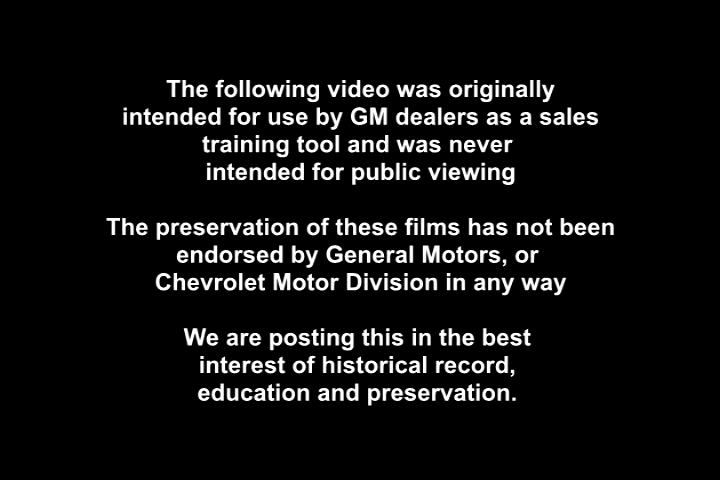 The following video was originally
intended for use by GM dealers as a sales
training tool and was never
intended for public viewing
The preservation of these films has not been
endorsed by General Motors, or
Chevrolet Motor Division in any way
We are posting this in the best
interest of historical record,
education and preservation.